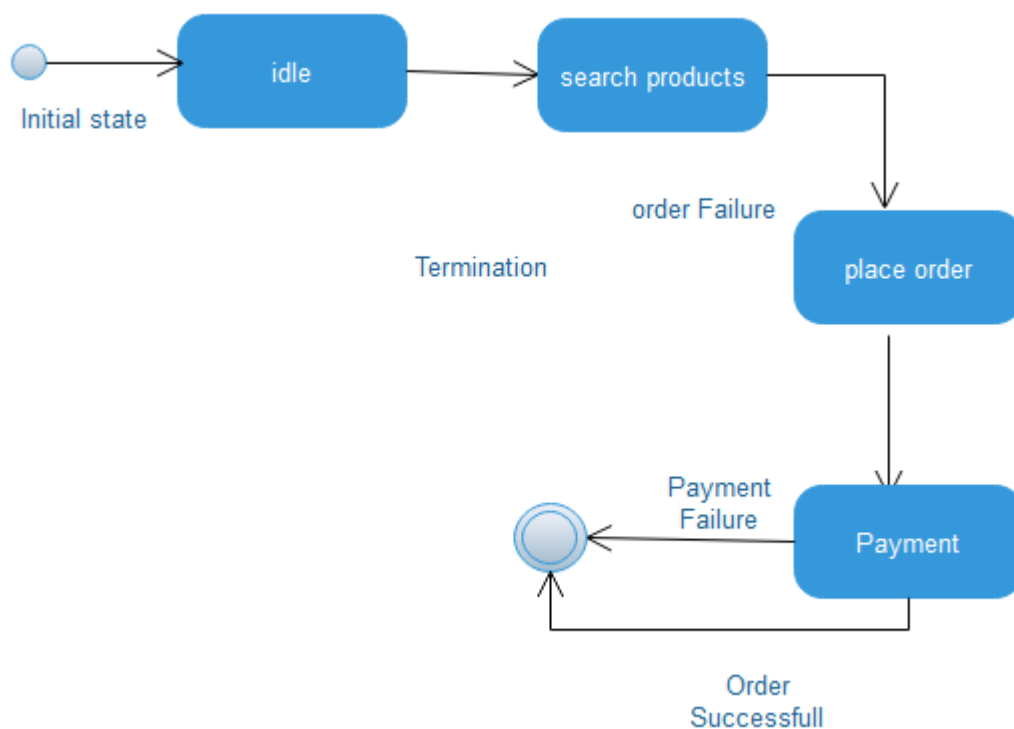 idle
search products
Initial state
order Failure
Termination
place order
Payment
Failure
Payment
Order
Successfull